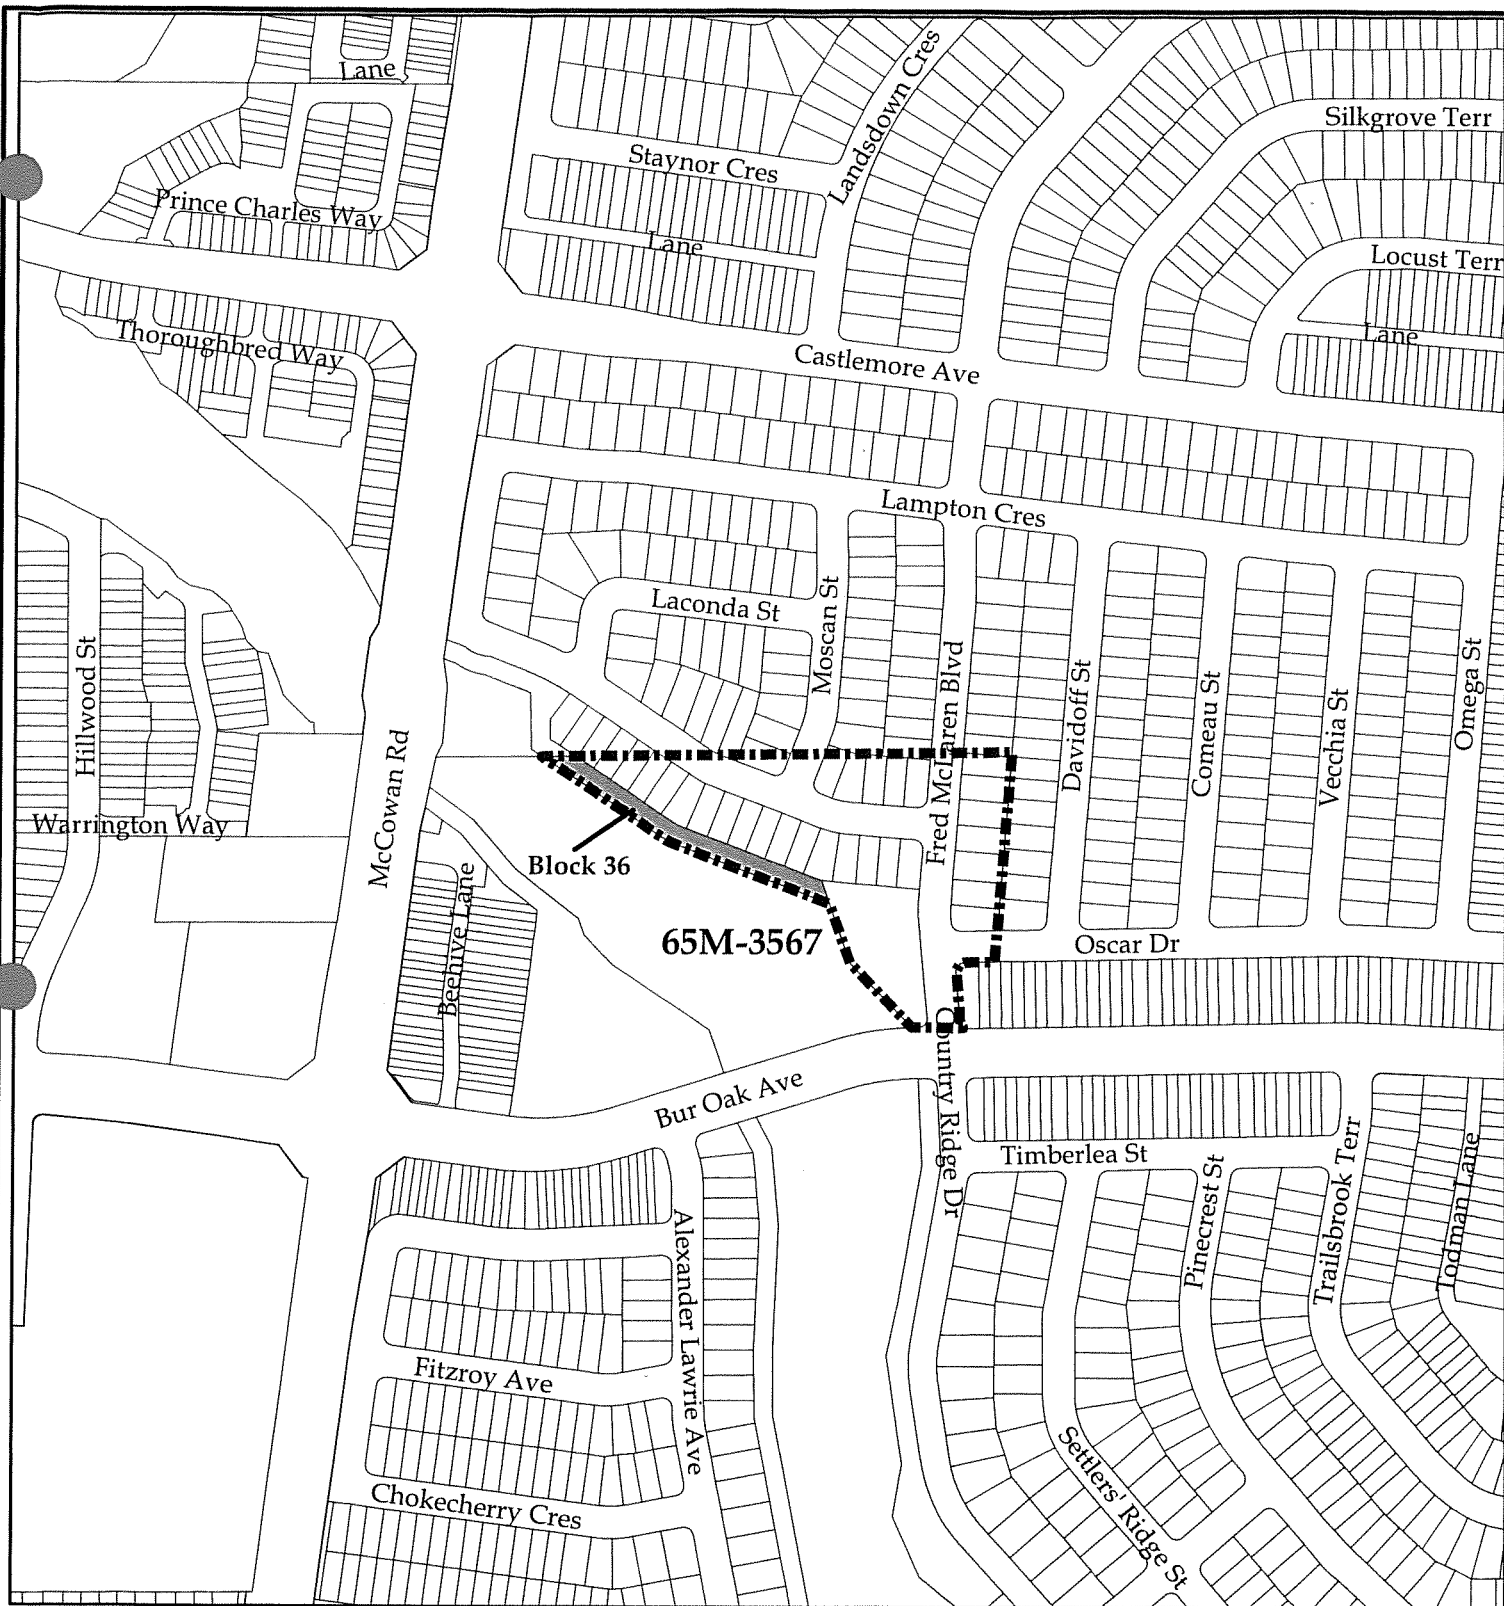 Lane
Landsdown Cres
Silkgrove Terr
Staynor Cres
Prince Charles Way
Lane
Locust Terr
Thoroughbred Way
Lane
Castlemore Ave
Lampton Cres
Laconda St
Moscan St
Hillwood St
Fred McLaren Blvd
Davidoff St
Comeau St
Vecchia St
Omega St
McCowan Rd
Warrington Way
Block 36
Beehive Lane
65M-3567
Oscar Dr
Country Ridge Dr
Bur Oak Ave
Timberlea St
Pinecrest St
Trailsbrook Terr
Todman Lane
Alexander Lawrie Ave
Fitzroy Ave
Settlers' Ridge St
Chokecherry Cres